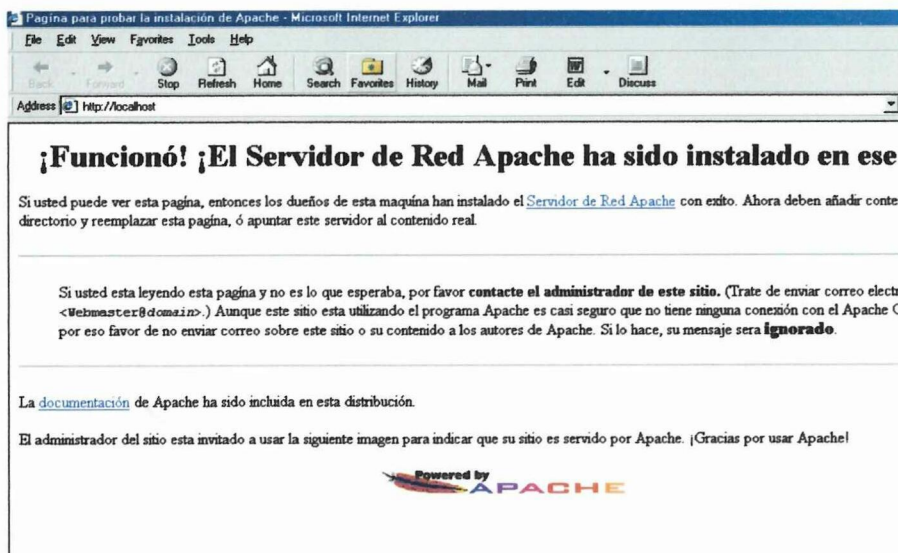 Pagina para probar la instalación de Apache - Microsoft Internet Explorer
File Edit View Favorites Tools Help
Back Forward Stop Refresh Home Search Favorites History Mail Print Edit Discuss
Address http://localhost
¡Funcionó! ¡El Servidor de Red Apache ha sido instalado en ese
Si usted puede ver esta pagína, entonces los dueños de esta maquína han instalado el Servidor de Red Apache con exíto. Ahora deben añadir conte
directorio y reemplazar esta pagína, ó apuntar este servidor al contenido real.
Si usted esta leyendo esta pagína y no es lo que esperaba, por favor contacte el administrador de este sitio. (Trate de enviar correo electr
<Webmaster@domain>.) Aunque este sitio esta utilizando el programa Apache es casi seguro que no tiene ninguna conexión con el Apache G
por eso favor de no enviar correo sobre este sitio o su contenido a los autores de Apache. Si lo hace, su mensaje sera ignorado.
La documentación de Apache ha sido incluida en esta distribución.
El administrador del sitio esta invitado a usar la siguiente imagen para indicar que su sitio es servido por Apache. ¡Gracias por usar Apache!
Powered by
APACHE